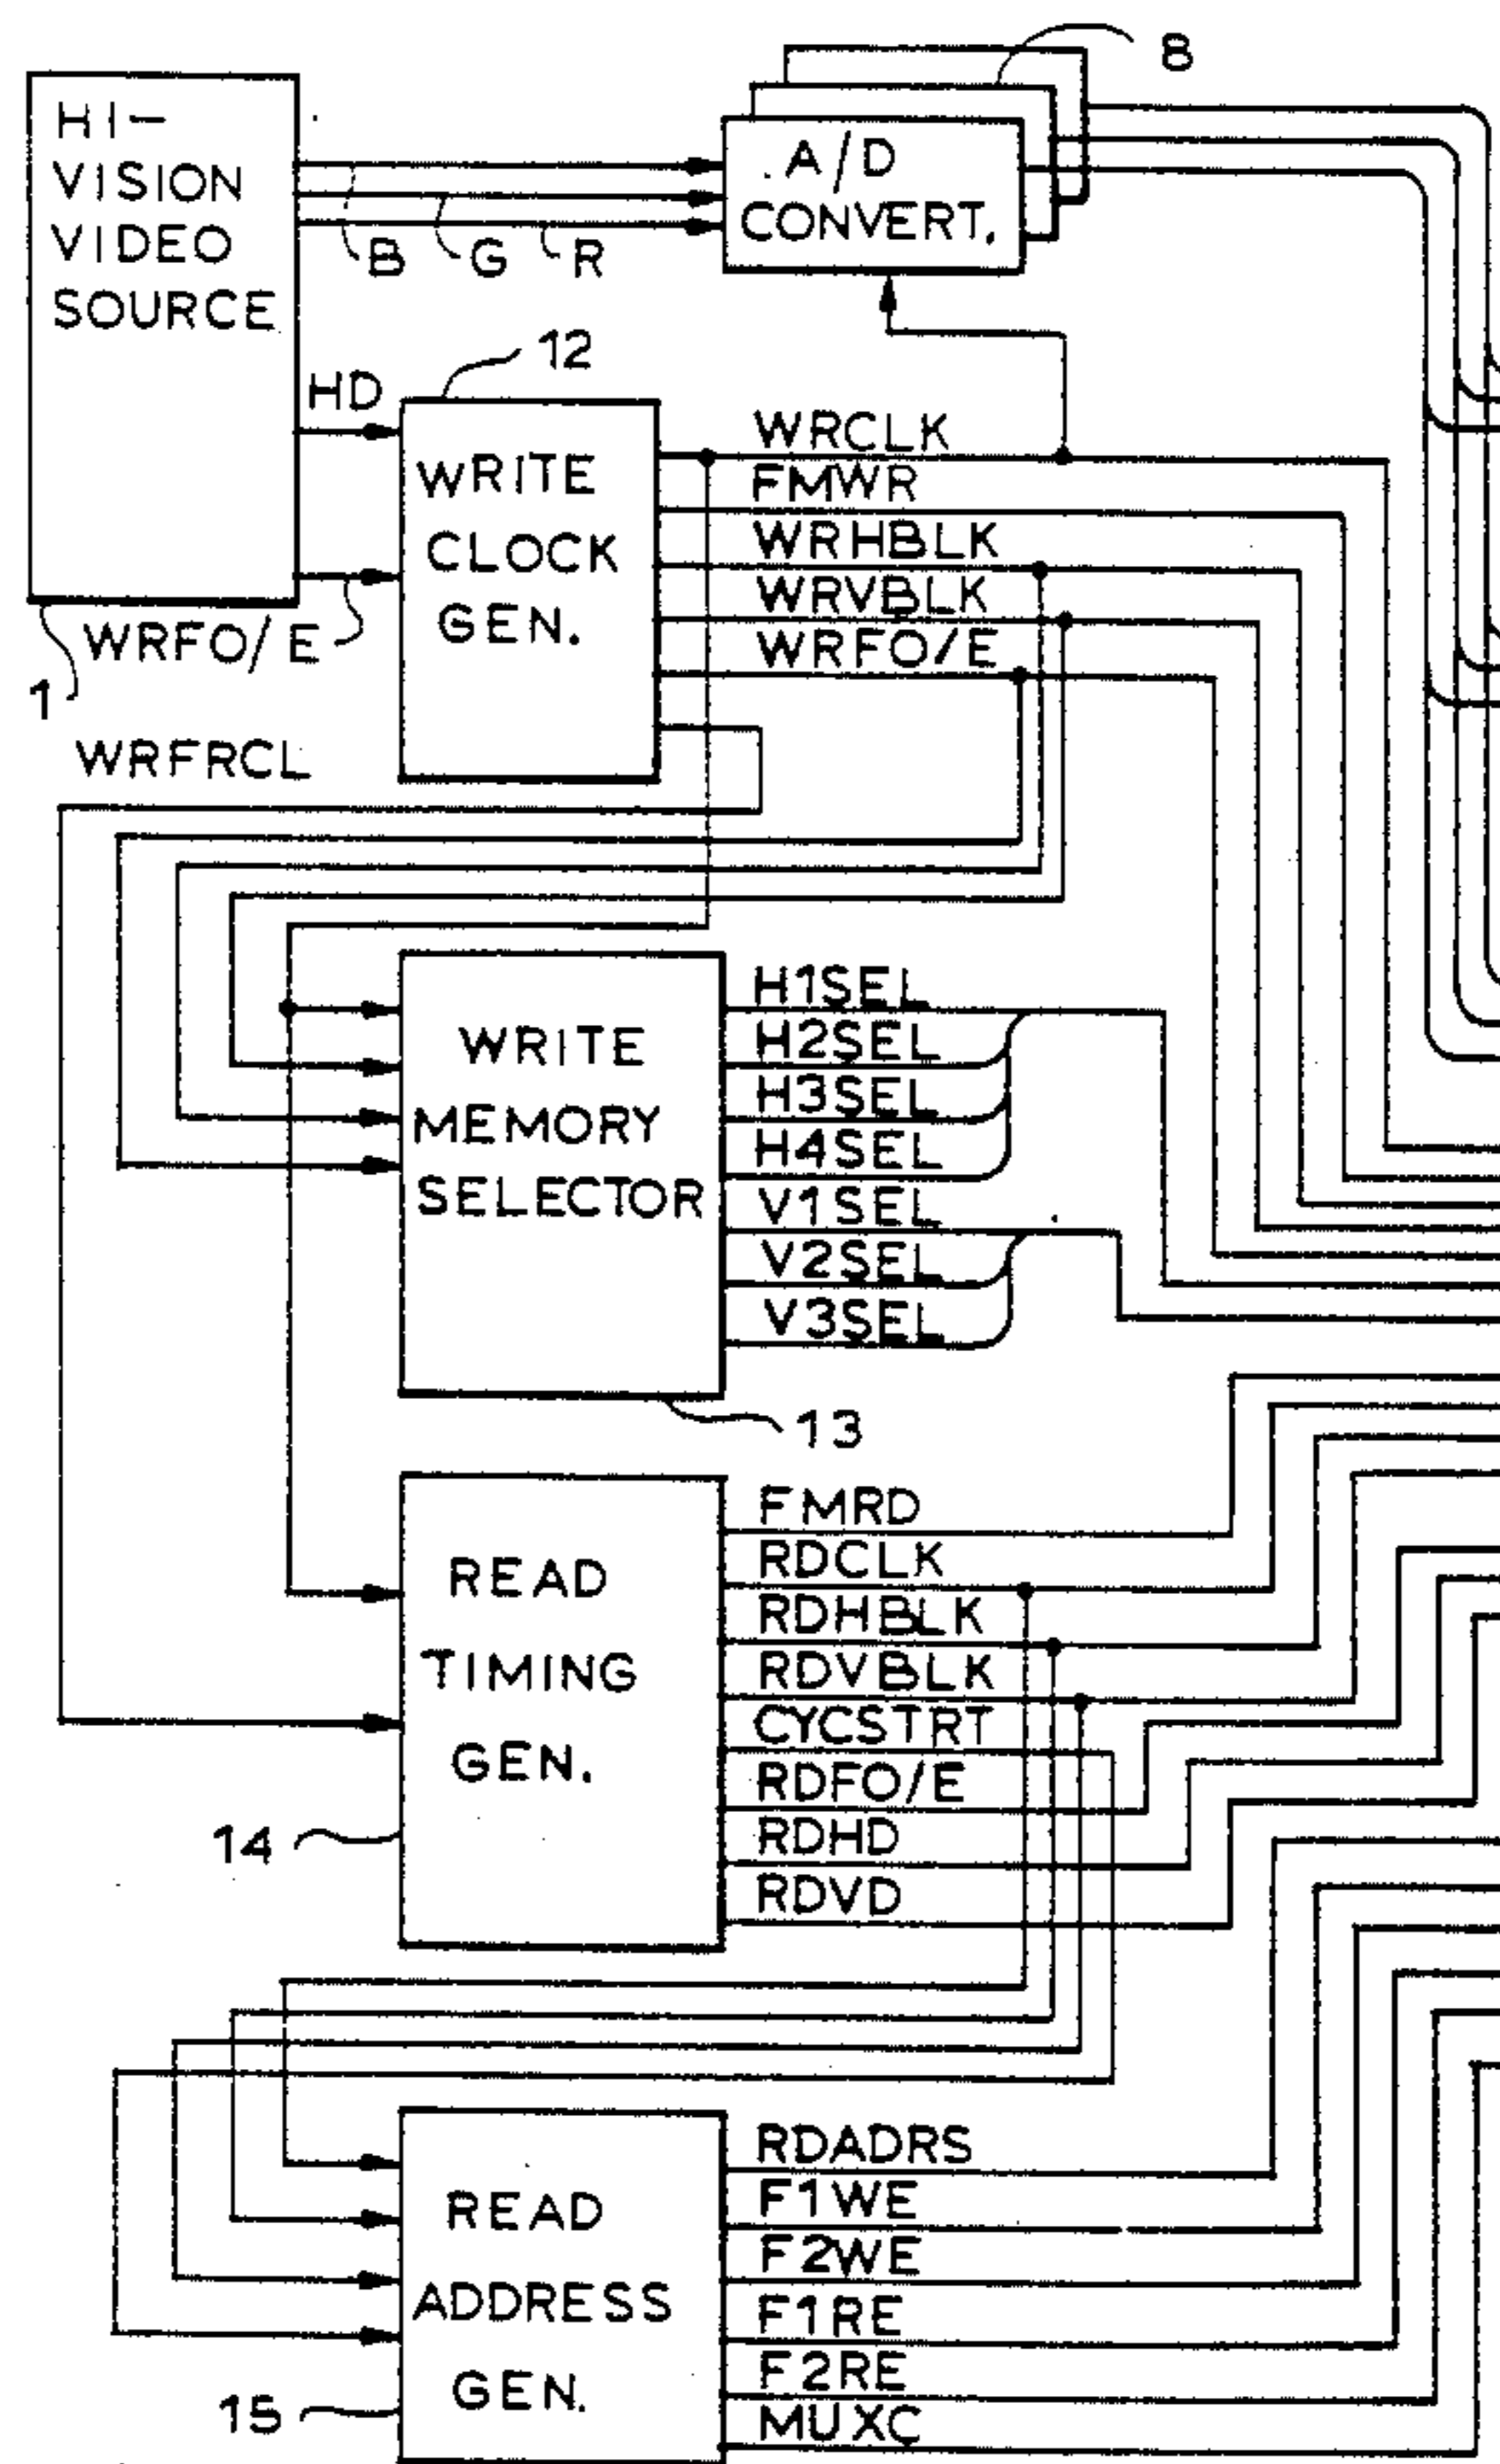 HI-
VISION
VIDEO
SOURCE
8
A/D
CONVERT.
B G R
12
HD
WRITE
CLOCK
GEN.
WRCLK
FMWR
WRHBLK
WRVBLK
WRFO/E
WRFO/E
1
WRFRCL
WRITE
MEMORY
SELECTOR
H1SEL
H2SEL
H3SEL
H4SEL
V1SEL
V2SEL
V3SEL
13
READ
TIMING
GEN.
14
FMRD
RDCLK
RDHBLK
RDVBLK
CYCSTRT
RDFO/E
RDHD
RDVD
READ
ADDRESS
GEN.
15
RDADRS
F1WE
F2WE
F1RE
F2RE
MUXC